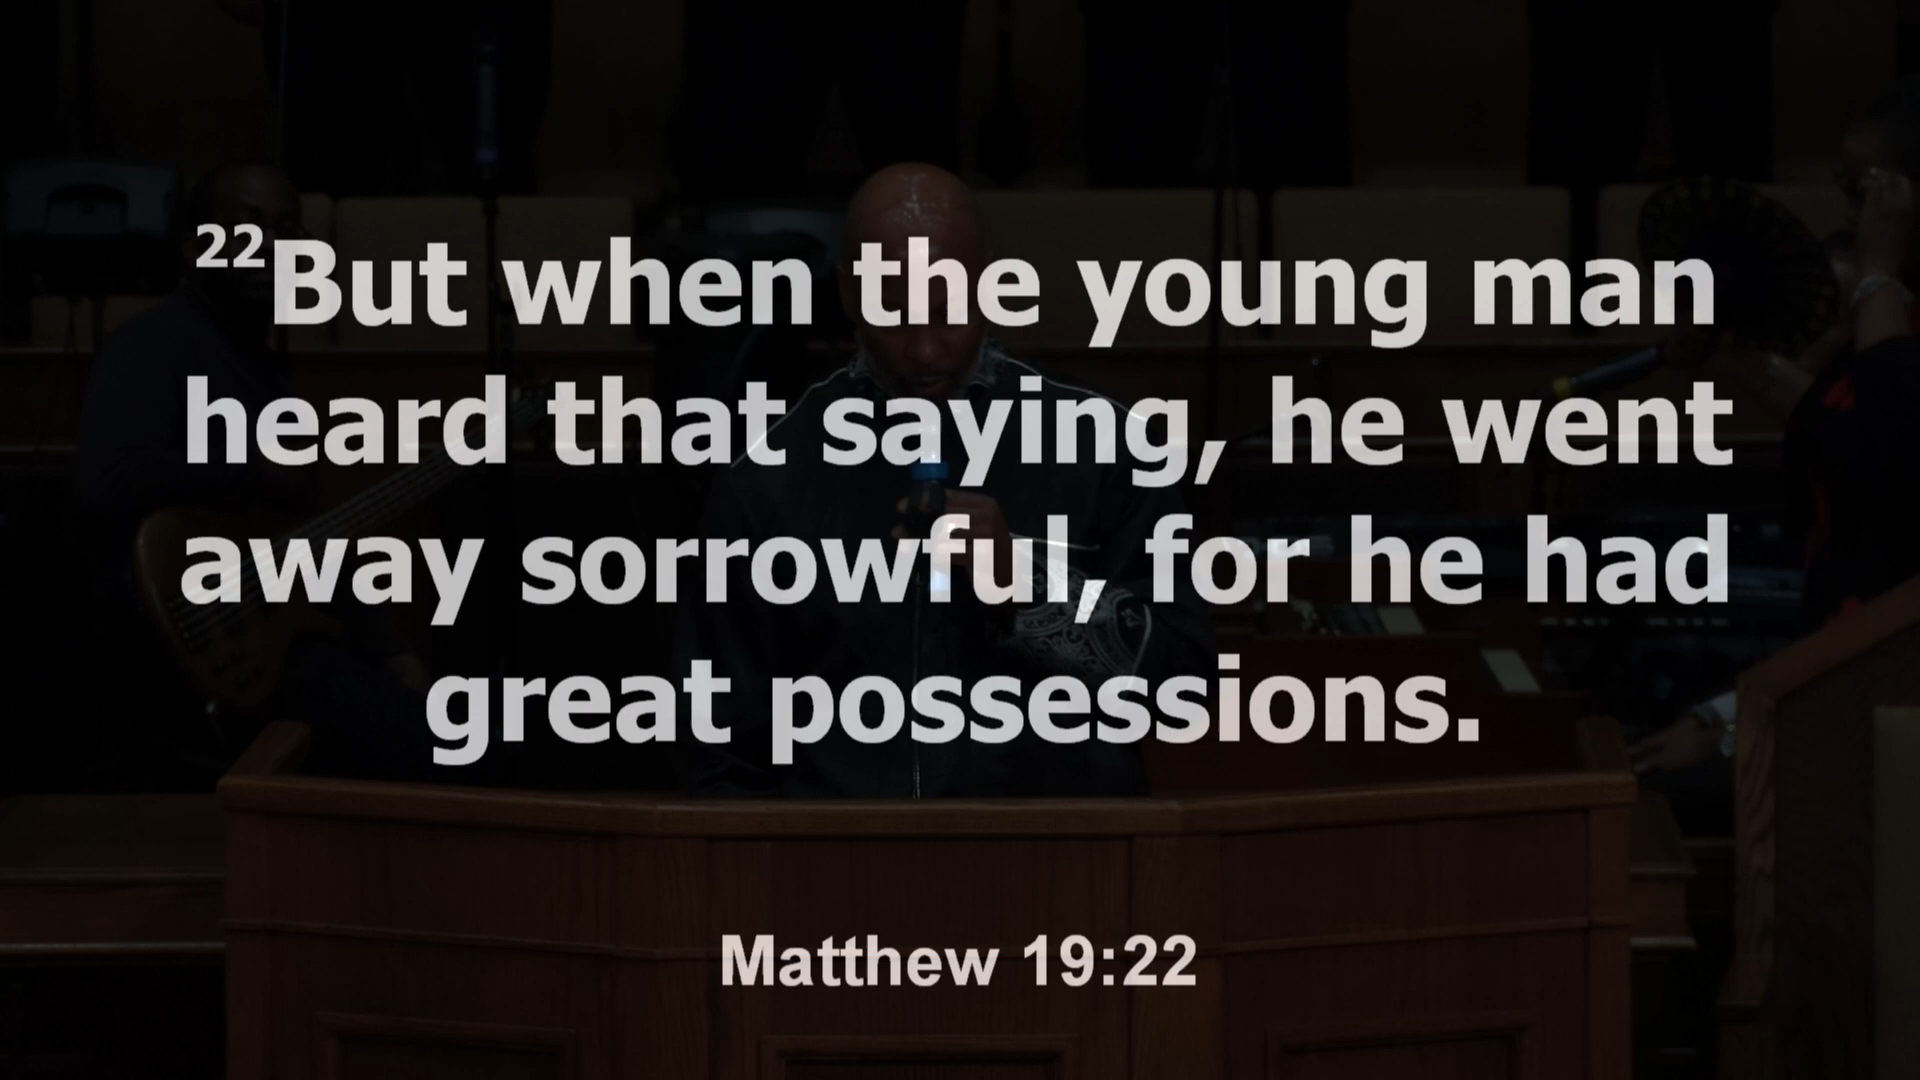 22But when the young man
heard that saying, he went
away sorrowful, for he had
great possessions.
Matthew 19:22